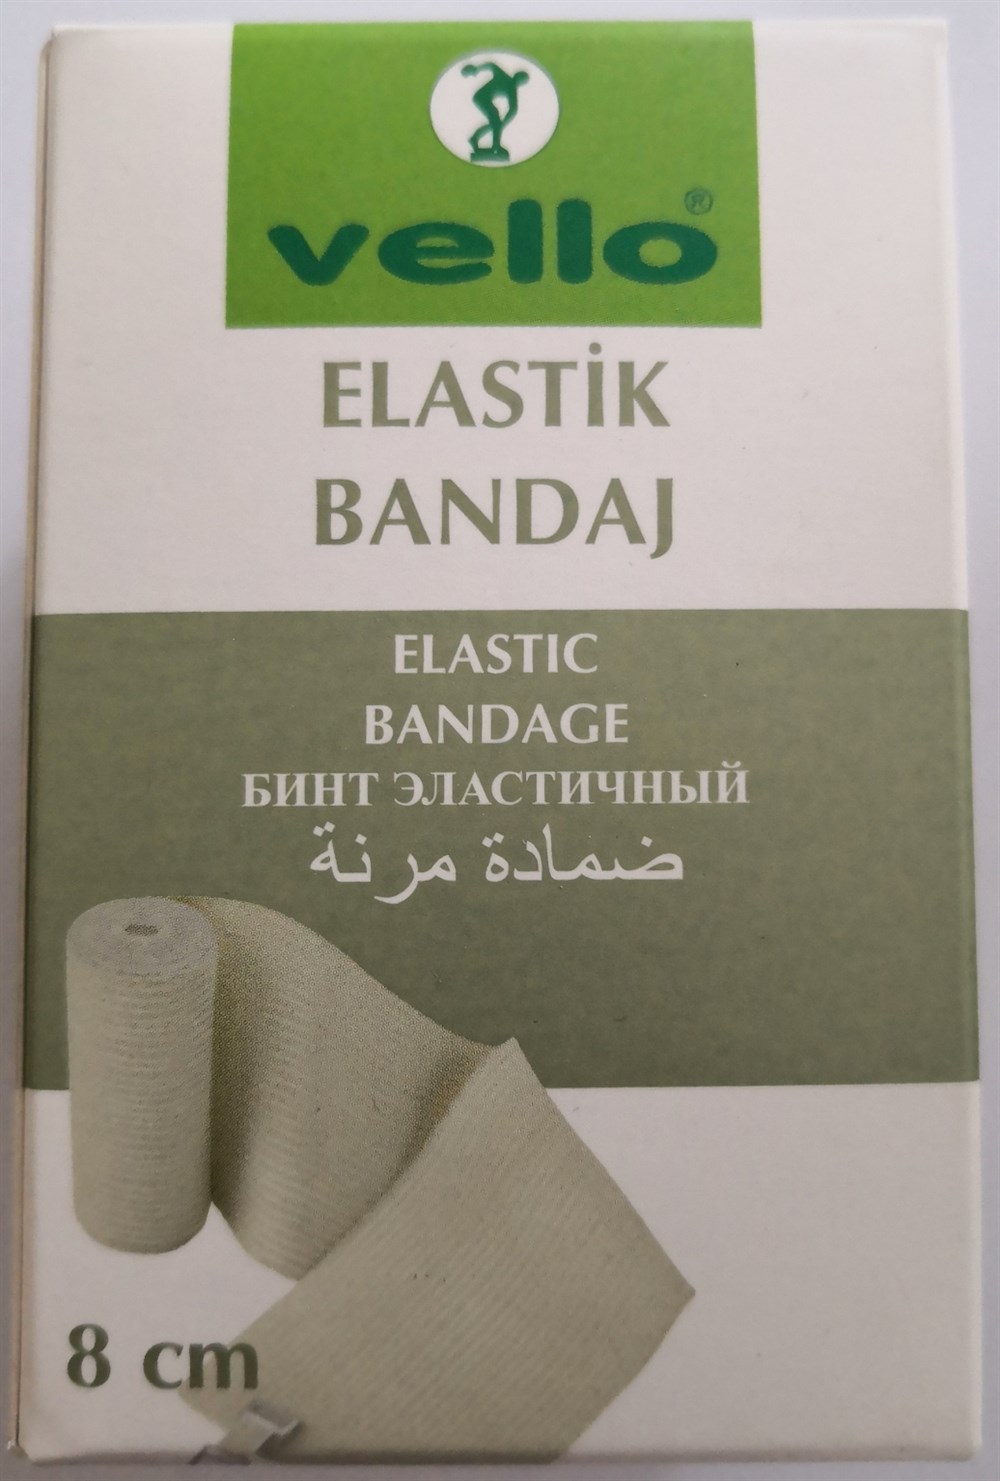 vello®
ELASTİK
BANDAJ
ELASTIC
BANDAGE
БИНТ ЭЛАСТИЧНЫЙ
ضمادة مرنة
8 cm